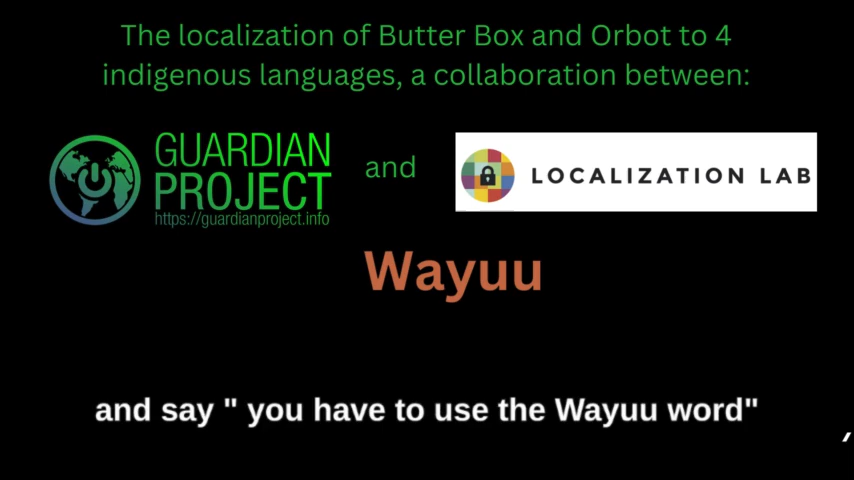 The localization of Butter Box and Orbot to 4
indigenous languages, a collaboration between:
GUARDIAN
PROJECT
https://guardianproject.info
and
LOCALIZATION LAB
Wayuu
and say " you have to use the Wayuu word"
,